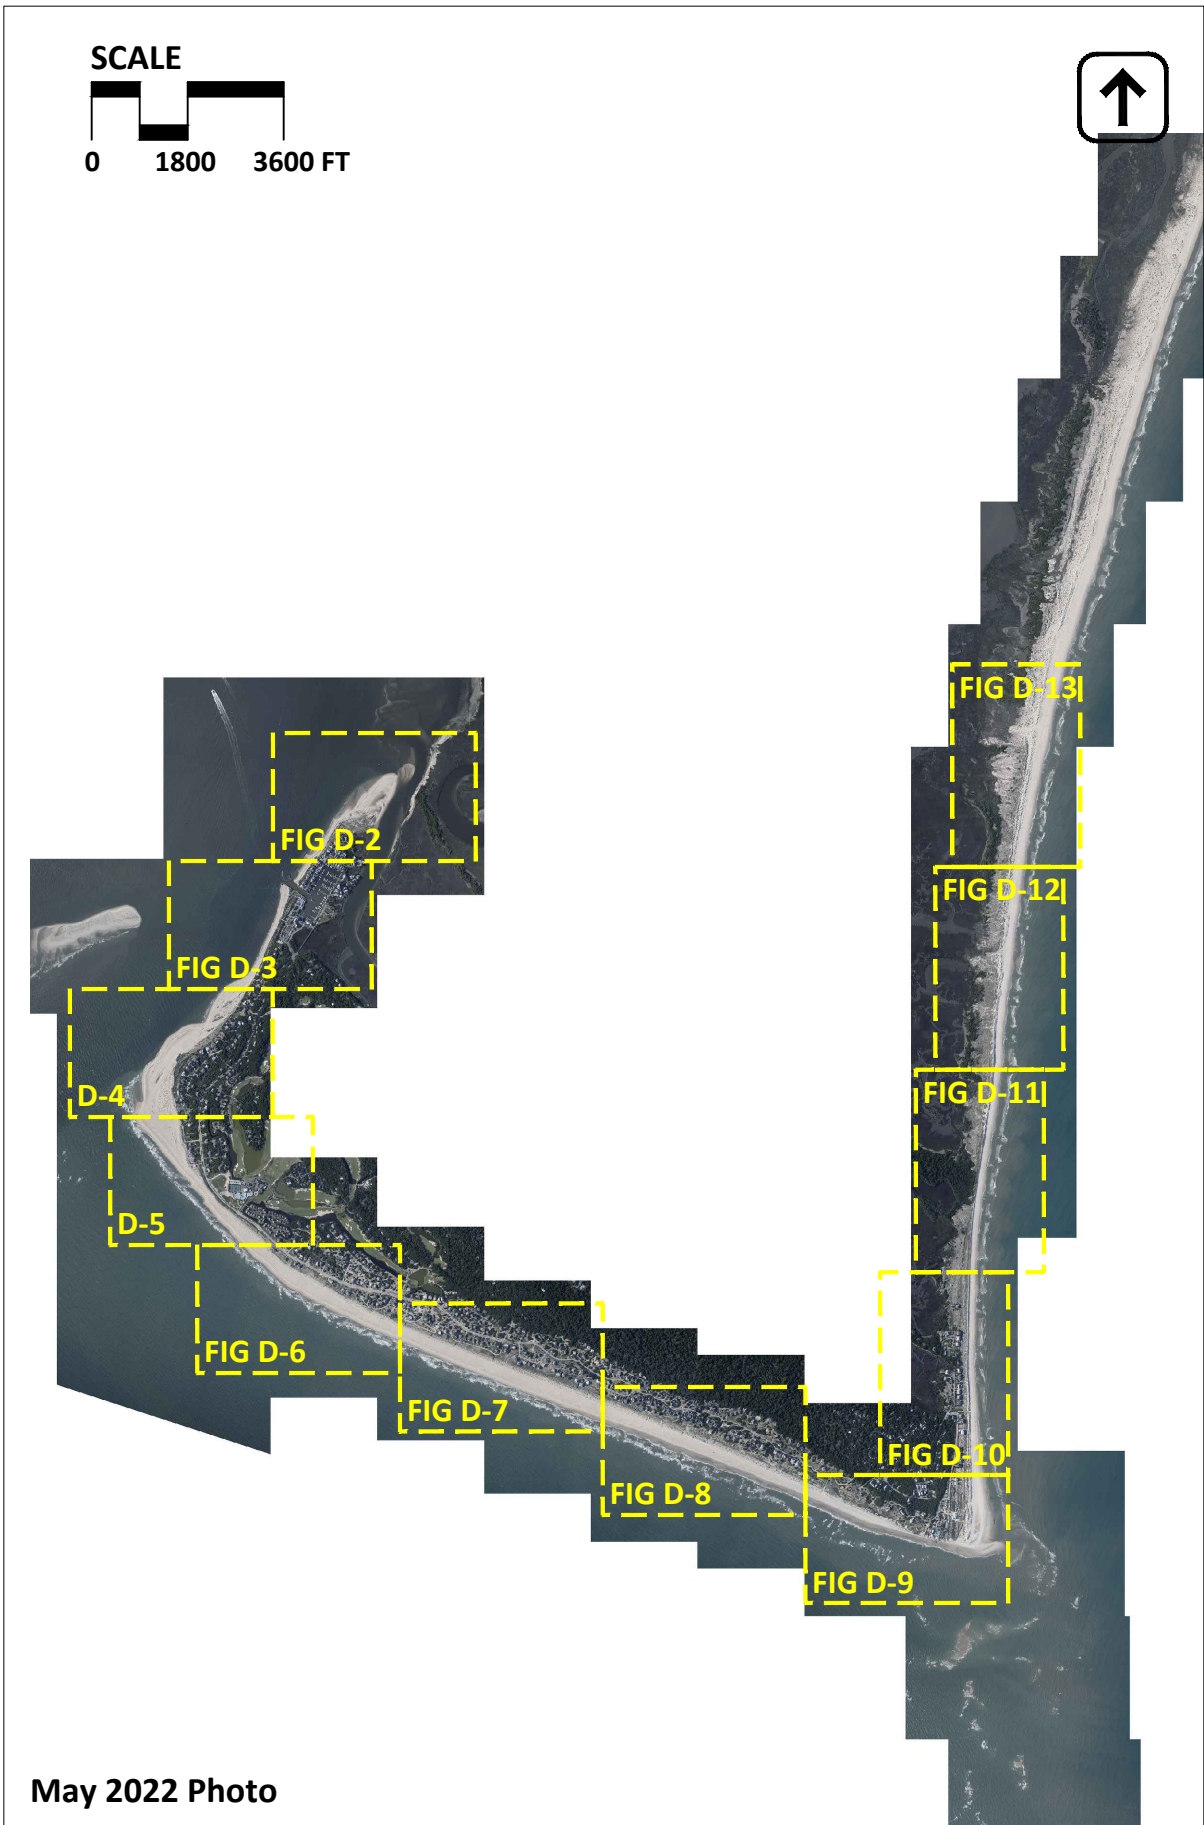 SCALE
0 1800 3600 FT
FIG D-13
FIG D-2
FIG D-12
FIG D-3
FIG D-11
D-4
D-5
FIG D-6
FIG D-7
FIG D-10
FIG D-8
FIG D-9
May 2022 Photo